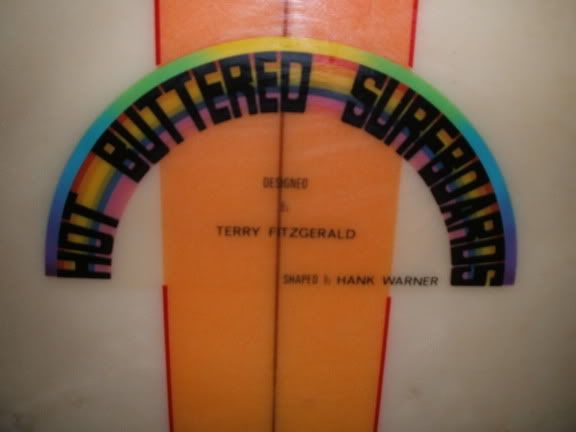 HOT BUTTERED SURFBOARDS
DESIGNED
&
TERRY FITZGERALD
SHAPED & HANK WARNER